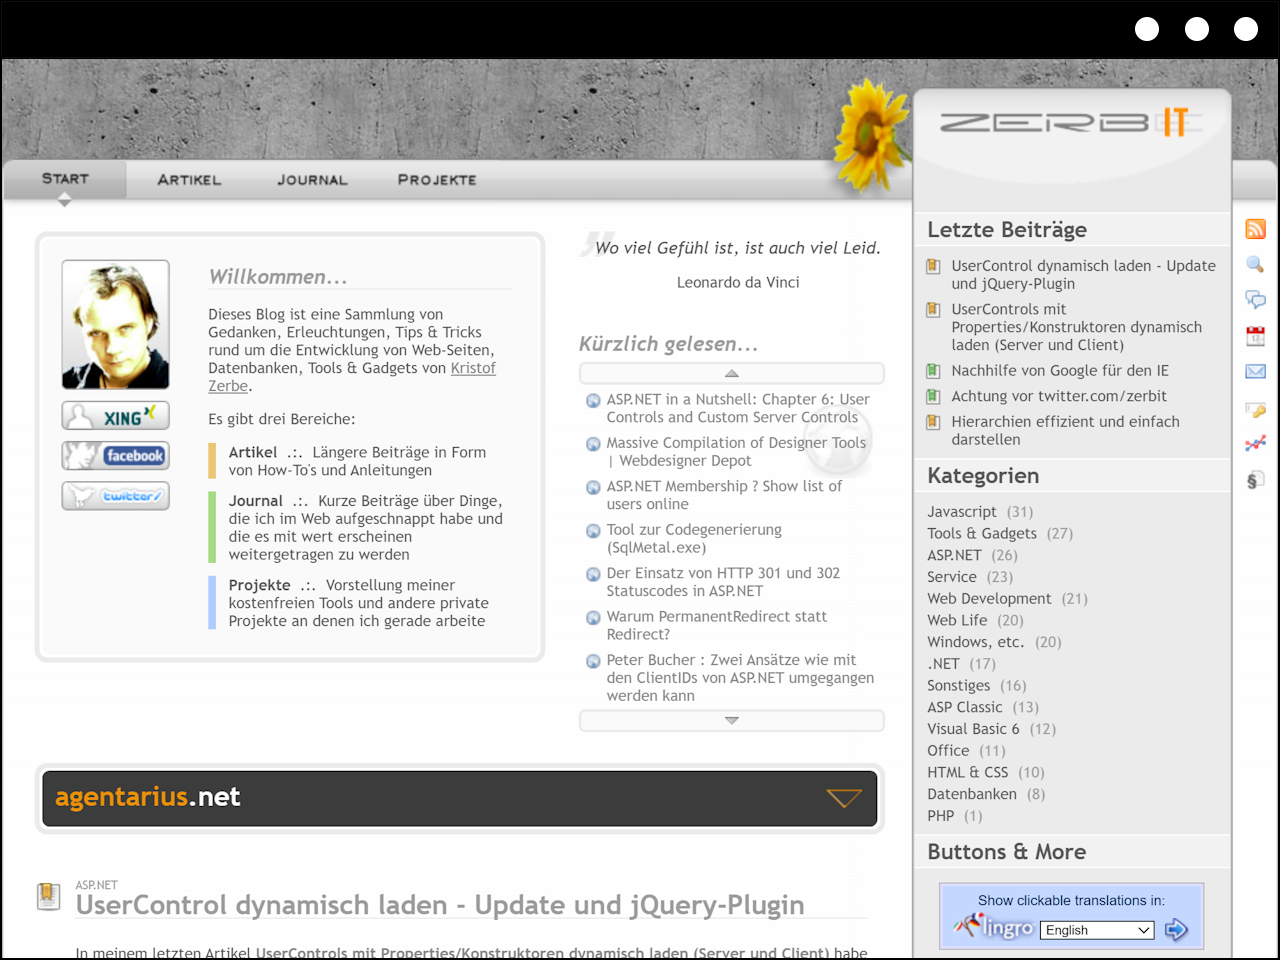 ZERBIT
START
ARTIKEL
JOURNAL
PROJEKTE
Willkommen...
Dieses Blog ist eine Sammlung von
Gedanken, Erleuchtungen, Tips & Tricks
rund um die Entwicklung von Web-Seiten,
Datenbanken, Tools & Gadgets von Kristof
Zerbe.
Es gibt drei Bereiche:
Artikel .:. Längere Beiträge in Form
von How-To's und Anleitungen
Journal .:. Kurze Beiträge über Dinge,
die ich im Web aufgeschnappt habe und
die es mit wert erscheinen
weitergetragen zu werden
Projekte .:. Vorstellung meiner
kostenfreien Tools und andere private
Projekte an denen ich gerade arbeite
XING
facebook
twitter
Wo viel Gefühl ist, ist auch viel Leid.
Leonardo da Vinci
Kürzlich gelesen...
ASP.NET in a Nutshell: Chapter 6: User
Controls and Custom Server Controls
Massive Compilation of Designer Tools
| Webdesigner Depot
ASP.NET Membership ? Show list of
users online
Tool zur Codegenerierung
(SqlMetal.exe)
Der Einsatz von HTTP 301 und 302
Statuscodes in ASP.NET
Warum PermanentRedirect statt
Redirect?
Peter Bucher : Zwei Ansätze wie mit
den ClientIDs von ASP.NET umgegangen
werden kann
agentarius.net
ASP.NET
UserControl dynamisch laden - Update und jQuery-Plugin
In meinem letzten Artikel UserControls mit Properties/Konstruktoren dynamisch laden (Server und Client) habe
Letzte Beiträge
UserControl dynamisch laden - Update
und jQuery-Plugin
UserControls mit
Properties/Konstruktoren dynamisch
laden (Server und Client)
Nachhilfe von Google für den IE
Achtung vor twitter.com/zerbit
Hierarchien effizient und einfach
darstellen
Kategorien
Javascript (31)
Tools & Gadgets (27)
ASP.NET (26)
Service (23)
Web Development (21)
Web Life (20)
Windows, etc. (20)
.NET (17)
Sonstiges (16)
ASP Classic (13)
Visual Basic 6 (12)
Office (11)
HTML & CSS (10)
Datenbanken (8)
PHP (1)
Buttons & More
Show clickable translations in:
lingro
English